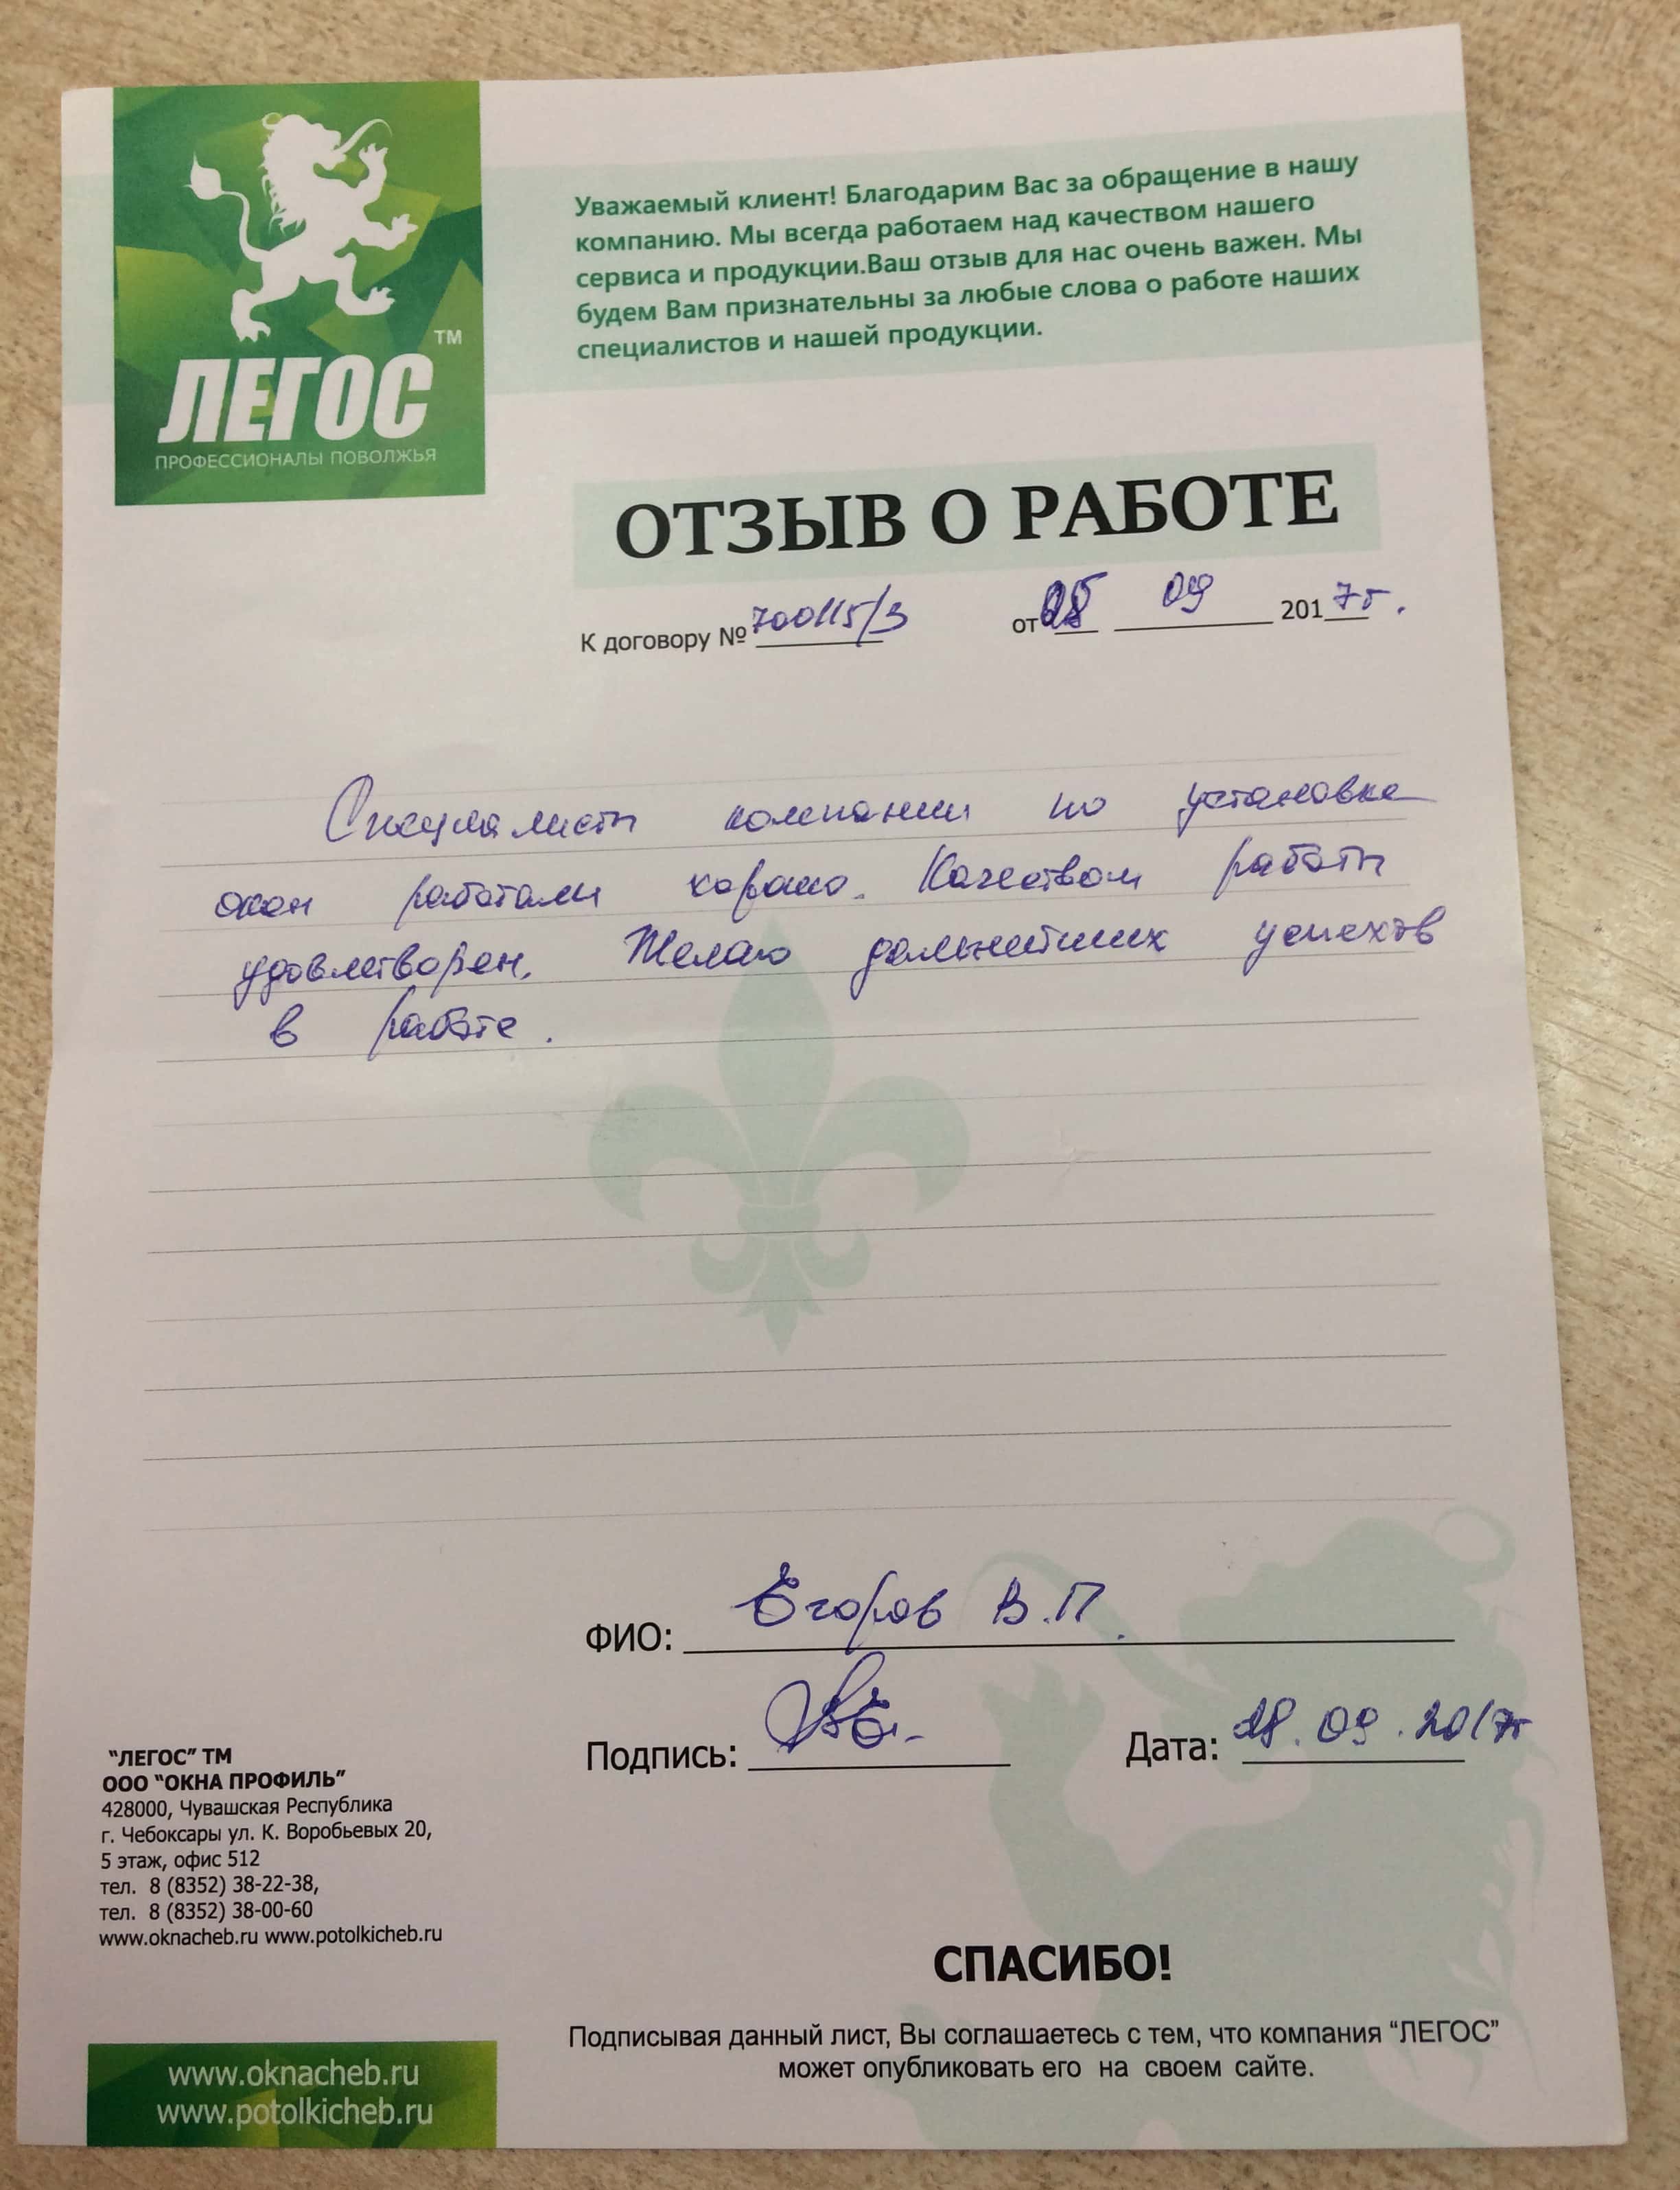 ЛЕГОС™
ПРОФЕССИОНАЛЫ ПОВОЛЖЬЯ
Уважаемый клиент! Благодарим Вас за обращение в нашу
компанию. Мы всегда работаем над качеством нашего
сервиса и продукции.Ваш отзыв для нас очень важен. Мы
будем Вам признательны за любые слова о работе наших
специалистов и нашей продукции.
ОТЗЫВ О РАБОТЕ
К договору № 700115/3 от 09 2017г.
Специалисты компании по установке
окон работали хорошо. Качеством работы
удовлетворен. Желаю дальнейших успехов
в работе.
ФИО: Егоров В.П.
Подпись: Дата: 28.09.2017г
"ЛЕГОС" ТМ
ООО "ОКНА ПРОФИЛЬ"
428000, Чувашская Республика
г. Чебоксары ул. К. Воробьевых 20,
5 этаж, офис 512
тел. 8 (8352) 38-22-38,
тел. 8 (8352) 38-00-60
www.oknacheb.ru www.potolkicheb.ru
СПАСИБО!
Подписывая данный лист, Вы соглашаетесь с тем, что компания "ЛЕГОС"
может опубликовать его на своем сайте.
www.oknacheb.ru
www.potolkicheb.ru